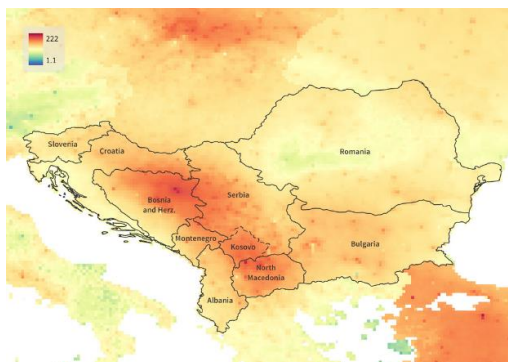 222
1.1
Slovenia
Croatia
Romania
Bosnia
and Herz.
Serbia
Montenegro
Kosovo
Bulgaria
North
Macedonia
Albania